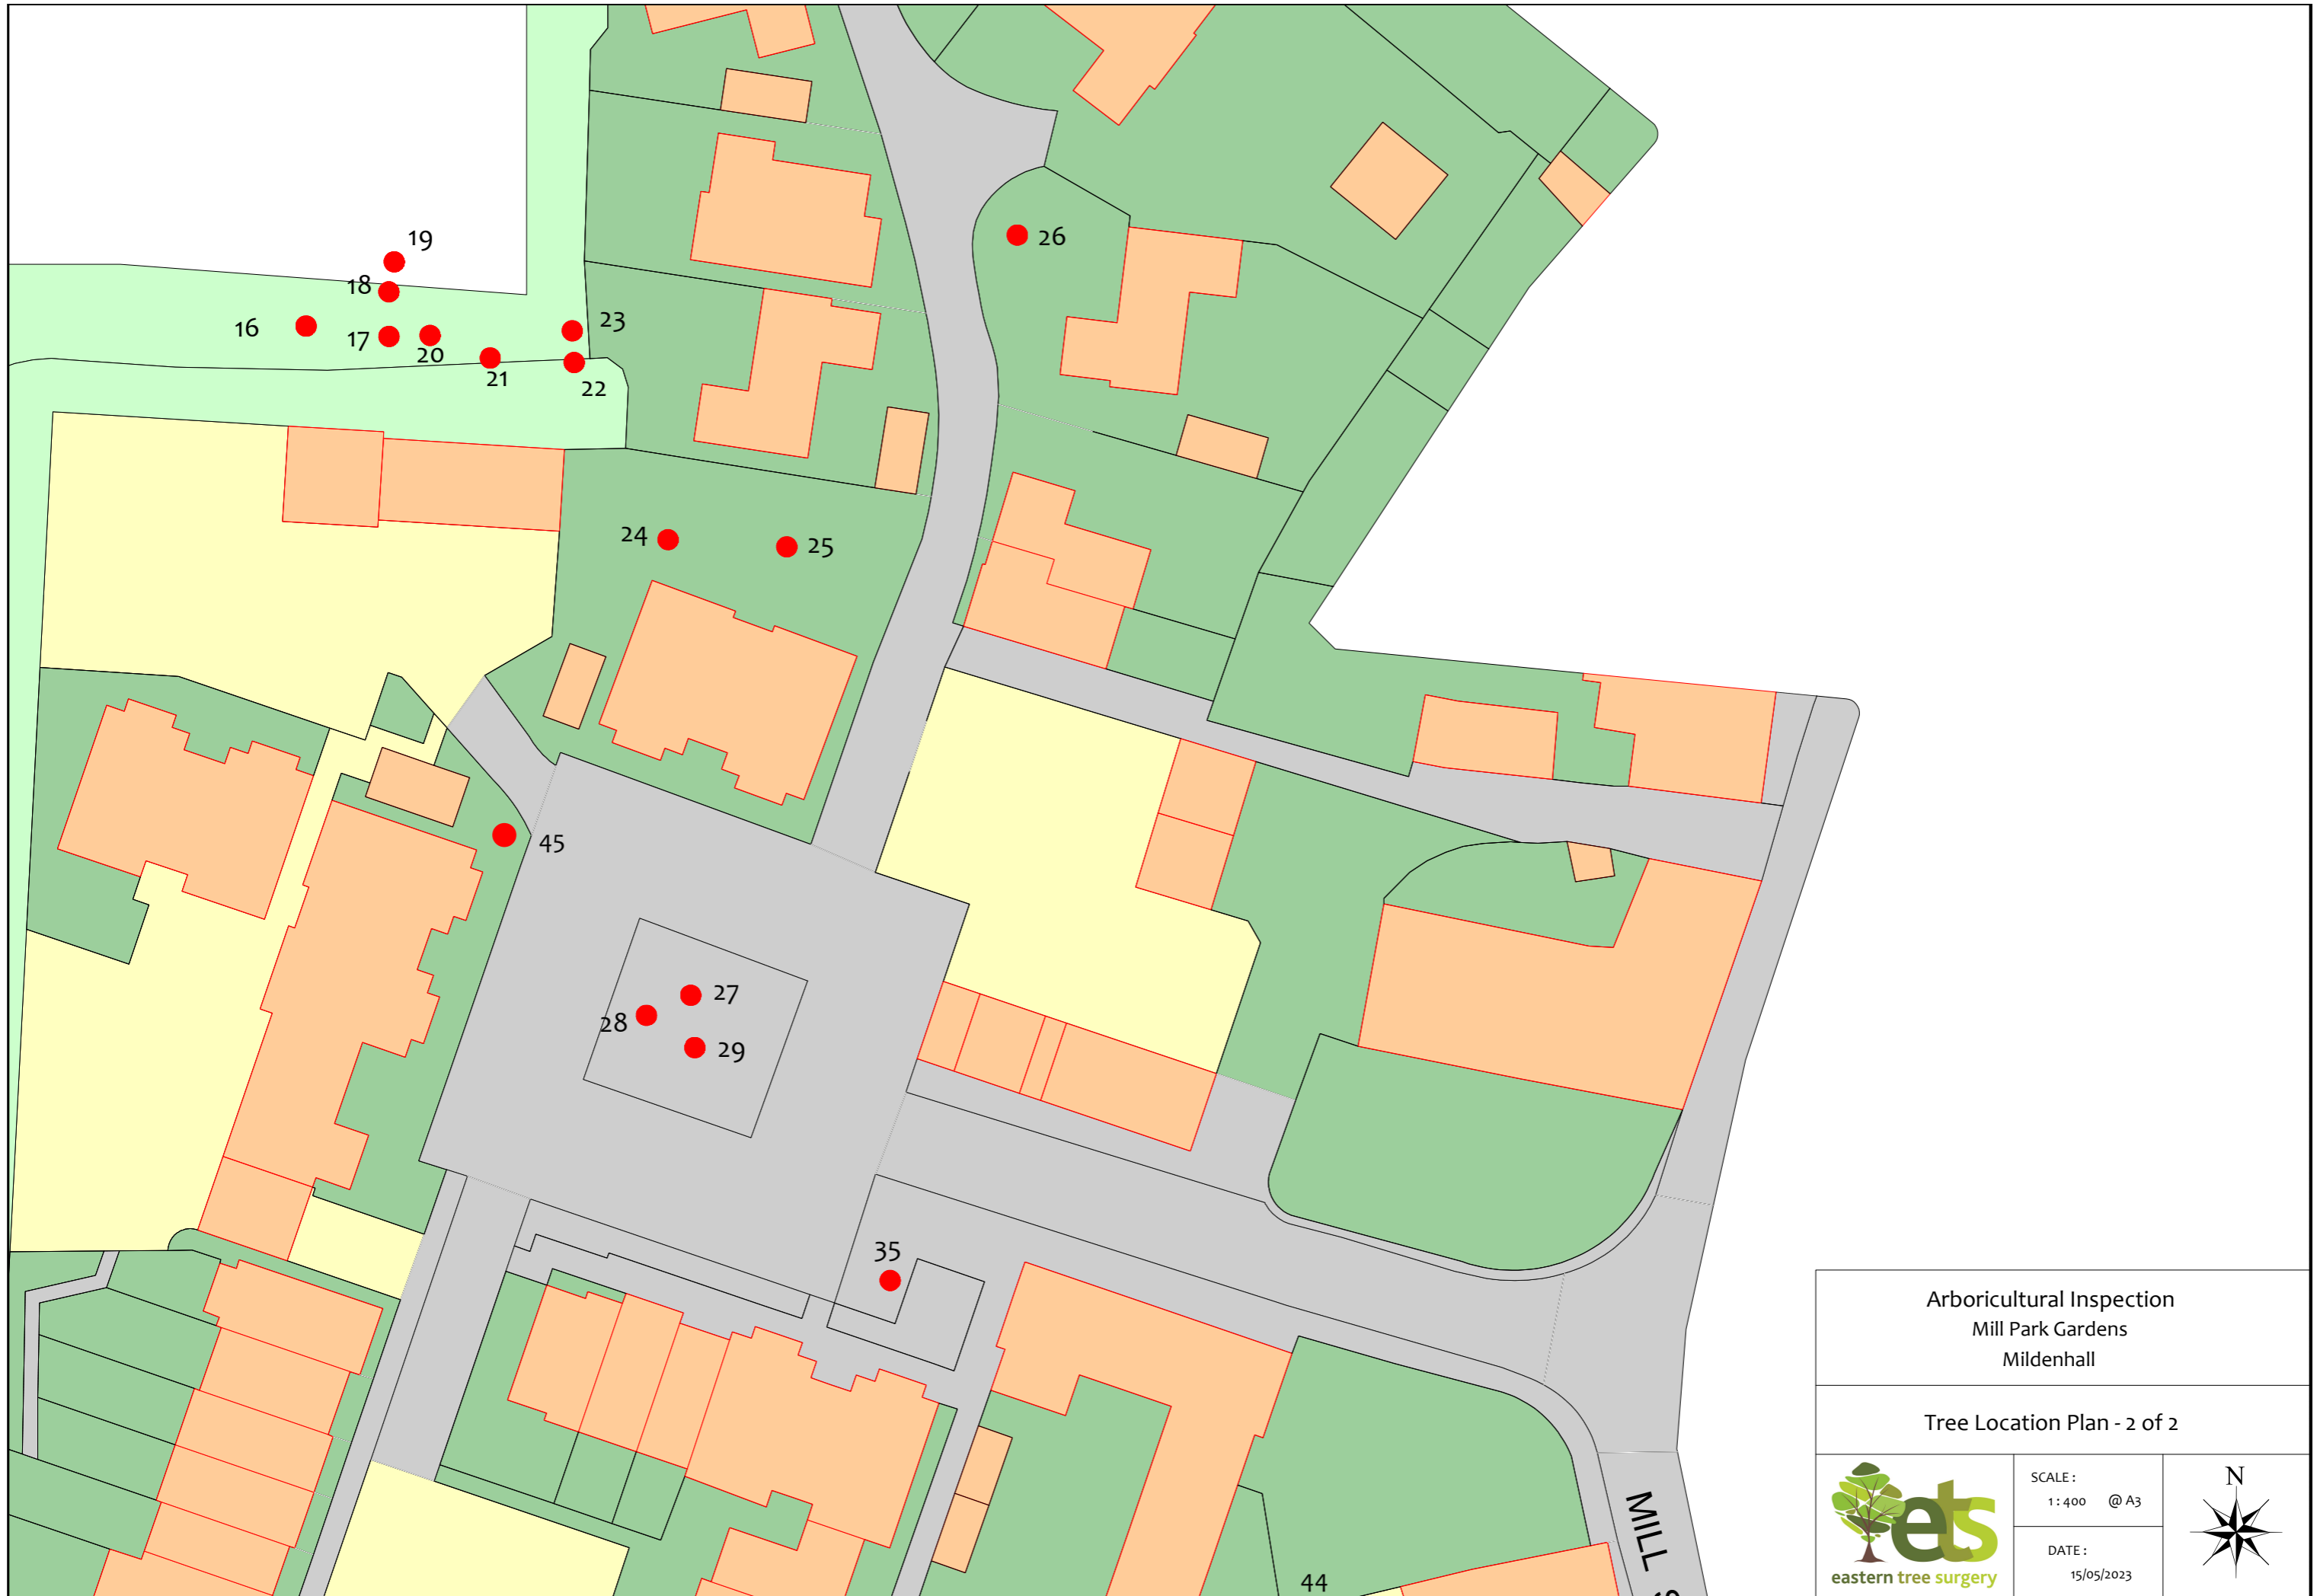 19
18
16
17
20
21
23
22
26
24
25
45
27
28
29
35
44
MILL
Arboricultural Inspection
Mill Park Gardens
Mildenhall
Tree Location Plan - 2 of 2
ets
eastern tree surgery
SCALE :
1 : 400 @ A3
DATE :
15/05/2023
N